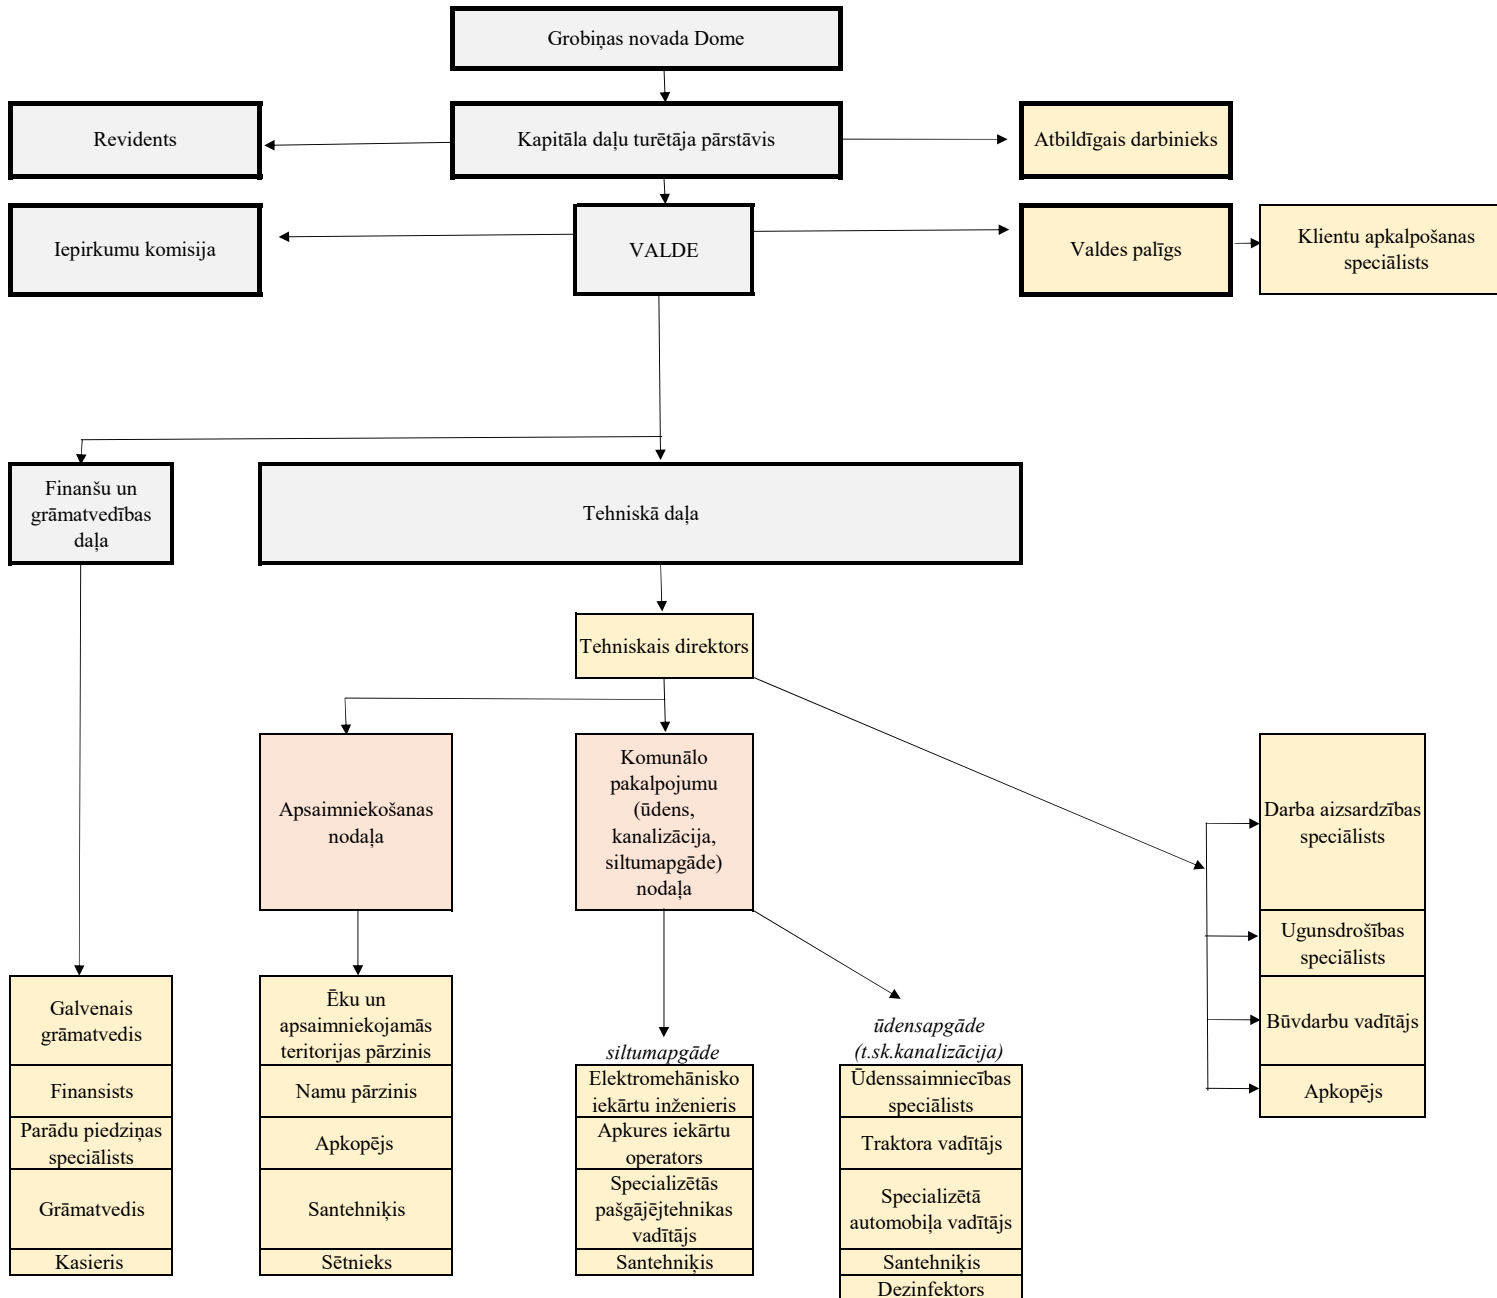 Grobiņas novada Dome
Revidents
Kapitāla daļu turētāja pārstāvis
Atbildīgais darbinieks
Iepirkumu komisija
VALDE
Valdes palīgs
Klientu apkalpošanas
speciālists
Finanšu un
grāmatvedības
daļa
Tehniskā daļa
Tehniskais direktors
Apsaimniekošanas
nodaļa
Komunālo
pakalpojumu
(ūdens,
kanalizācija,
siltumapgāde)
nodaļa
Darba aizsardzības
speciālists
Ugunsdrošības
speciālists
Būvdarbu vadītājs
Apkopējs
Galvenais
grāmatvedis
Finansists
Parādu piedziņas
speciālists
Grāmatvedis
Kasieris
Ēku un
apsaimniekojamās
teritorijas pārzinis
Namu pārzinis
Apkopējs
Santehniķis
Sētnieks
siltumapgāde
Elektromehānisko
iekārtu inženieris
Apkures iekārtu
operators
Specializētās
pašgājējtehnikas
vadītājs
Santehniķis
ūdensapgāde
(t.sk.kanalizācija)
Ūdenssaimniecības
speciālists
Traktora vadītājs
Specializētā
automobiļa vadītājs
Santehniķis
Dezinfektors